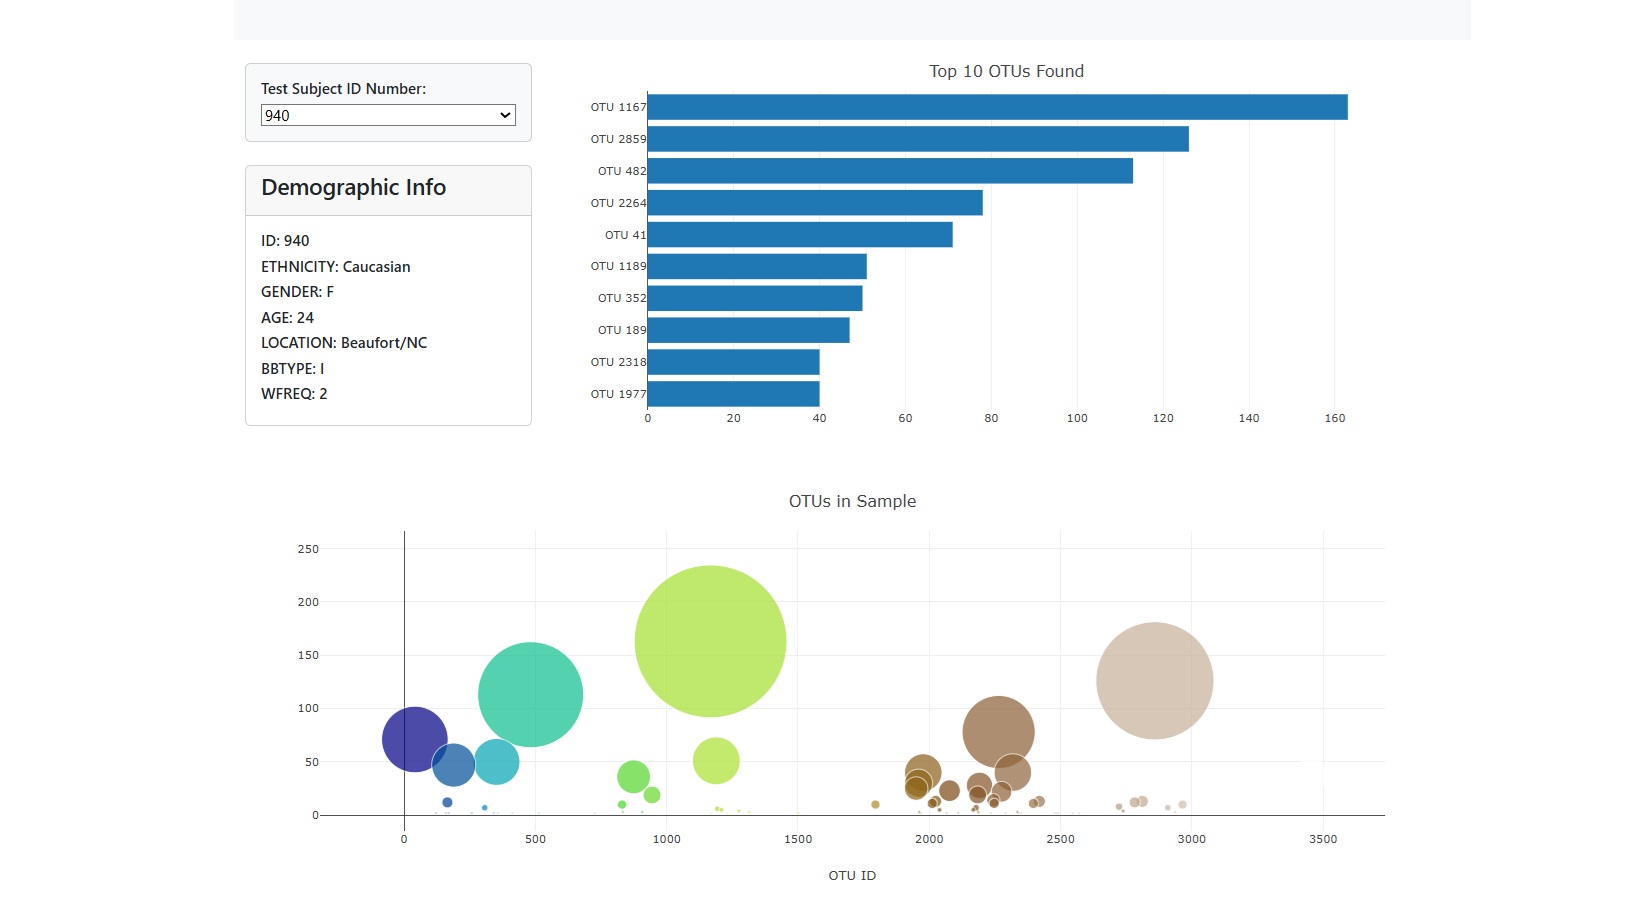 Test Subject ID Number:
940
Demographic Info
ID: 940
ETHNICITY: Caucasian
GENDER: F
AGE: 24
LOCATION: Beaufort/NC
BBTYPE: I
WFREQ: 2
Top 10 OTUs Found
OTU 1167
OTU 2859
OTU 482
OTU 2264
OTU 41
OTU 1189
OTU 352
OTU 189
OTU 2318
OTU 1977
0 20 40 60 80 100 120 140 160
OTUs in Sample
250
200
150
100
50
0
0 500 1000 1500 2000 2500 3000 3500
OTU ID